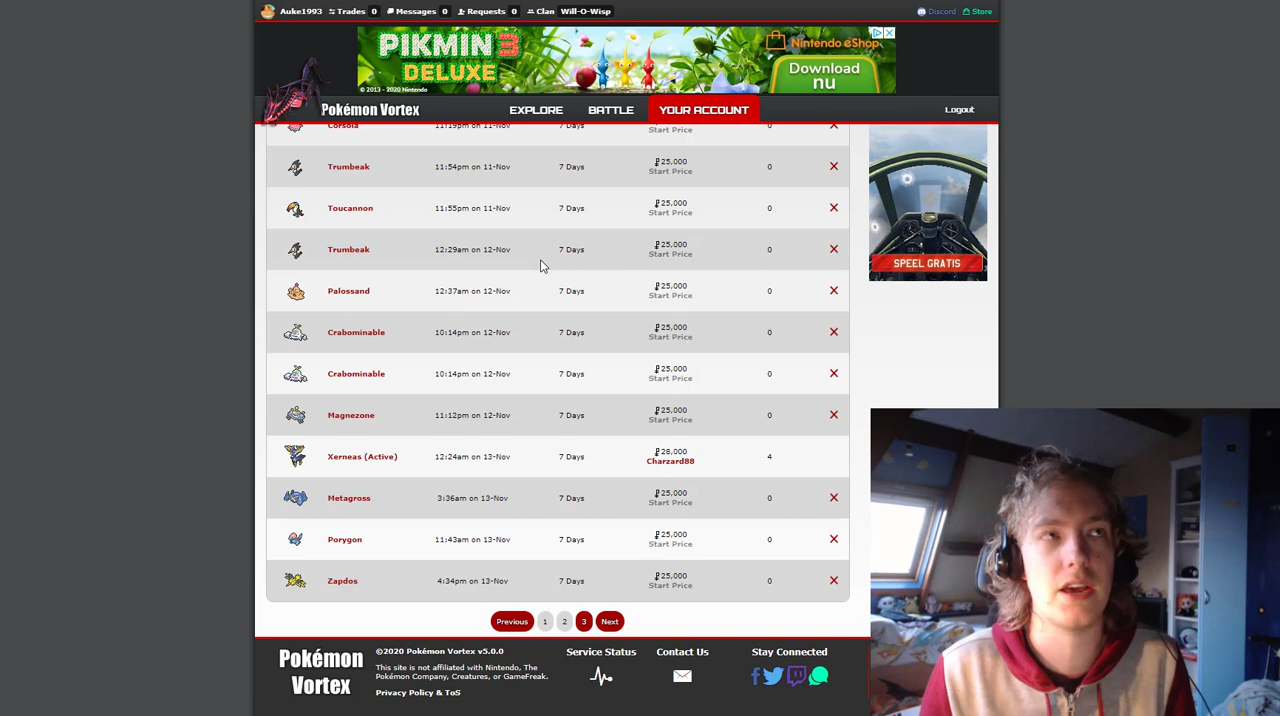 Auke1993 Trades 0 Messages 0 Requests 0 Clan Will-O-Wisp Discord Store
PIKMIN 3
DELUXE
© 2013 - 2020 Nintendo
Nintendo eShop
Download
nu
Pokémon Vortex EXPLORE BATTLE YOUR ACCOUNT Logout
Corsola 11:19pm on 11-Nov 7 Days Start Price 0
Trumbeak 11:54pm on 11-Nov 7 Days 25,000 0
Start Price
Toucannon 11:55pm on 11-Nov 7 Days 25,000 0
Start Price
Trumbeak 12:29am on 12-Nov 7 Days 25,000 0
Start Price
Palossand 12:37am on 12-Nov 7 Days 25,000 0
Start Price
Crabominable 10:14pm on 12-Nov 7 Days 25,000 0
Start Price
Crabominable 10:14pm on 12-Nov 7 Days 25,000 0
Start Price
Magnezone 11:12pm on 12-Nov 7 Days 25,000 0
Start Price
Xerneas (Active) 12:24am on 13-Nov 7 Days 28,000 4
Charzard88
Metagross 3:36am on 13-Nov 7 Days 25,000 0
Start Price
Porygon 11:43am on 13-Nov 7 Days 25,000 0
Start Price
Zapdos 4:34pm on 13-Nov 7 Days 25,000 0
Start Price
SPEEL GRATIS
Previous 1 2 3 Next
Pokémon
Vortex
©2020 Pokémon Vortex v5.0.0
This site is not affiliated with Nintendo, The
Pokémon Company, Creatures, or GameFreak.
Privacy Policy & ToS
Service Status
Contact Us
Stay Connected